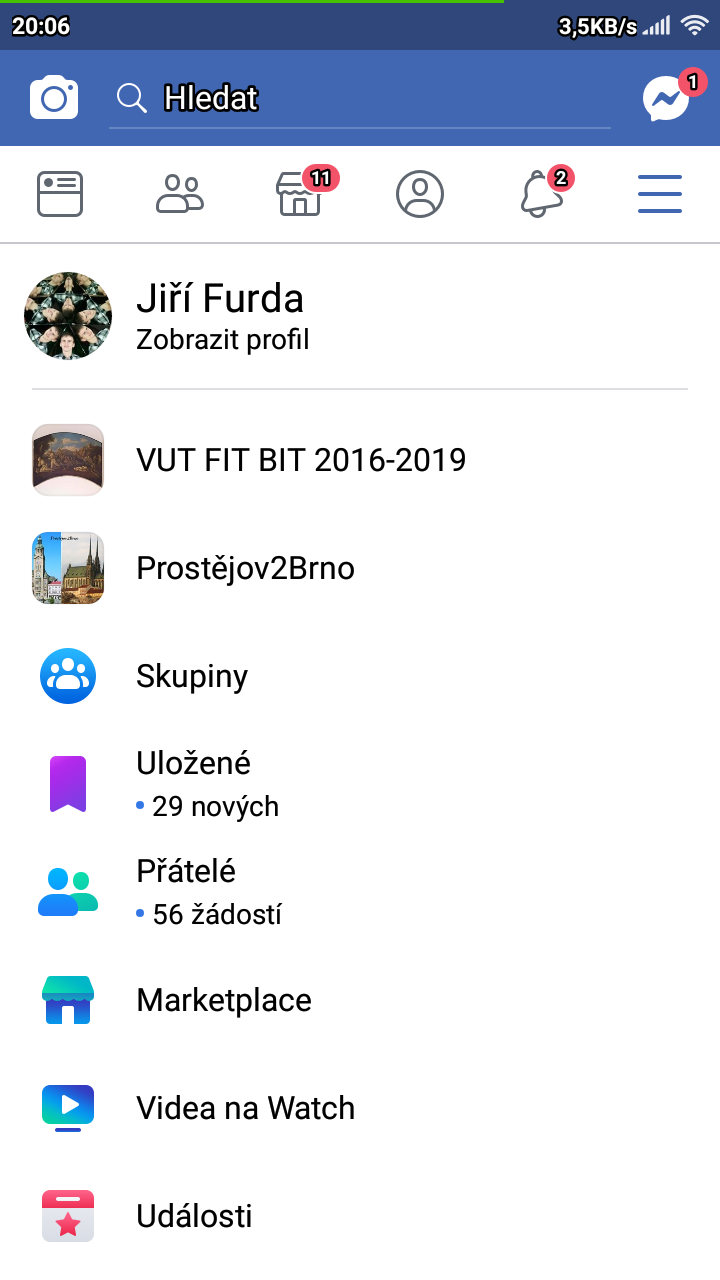 20:06
3,5KB/s
Hledat
1
11
2
Jiří Furda
Zobrazit profil
VUT FIT BIT 2016-2019
Prostějov2Brno
Skupiny
Uložené
29 nových
Přátelé
56 žádostí
Marketplace
Videa na Watch
Události